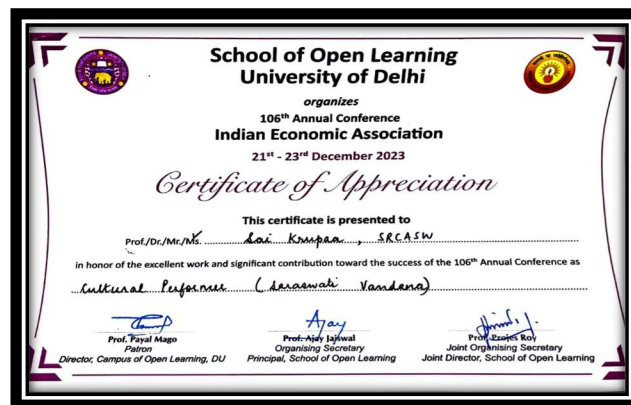 School of Open Learning
University of Delhi
organizes
106th Annual Conference
Indian Economic Association
21st - 23rd December 2023
Certificate of Appreciation
This certificate is presented to
Prof./Dr./Mr./Ms. Sai Krupaa, SRCASW
in honor of the excellent work and significant contribution toward the success of the 106th Annual Conference as
Cultural Performer (Saraswati Vandana)
Ajay
Prof. Payal Mago Prof. Ajay Jaiswal Prof. Projes Roy
Patron Organising Secretary Joint Organising Secretary
Director, Campus of Open Learning, DU Principal, School of Open Learning Joint Director, School of Open Learning